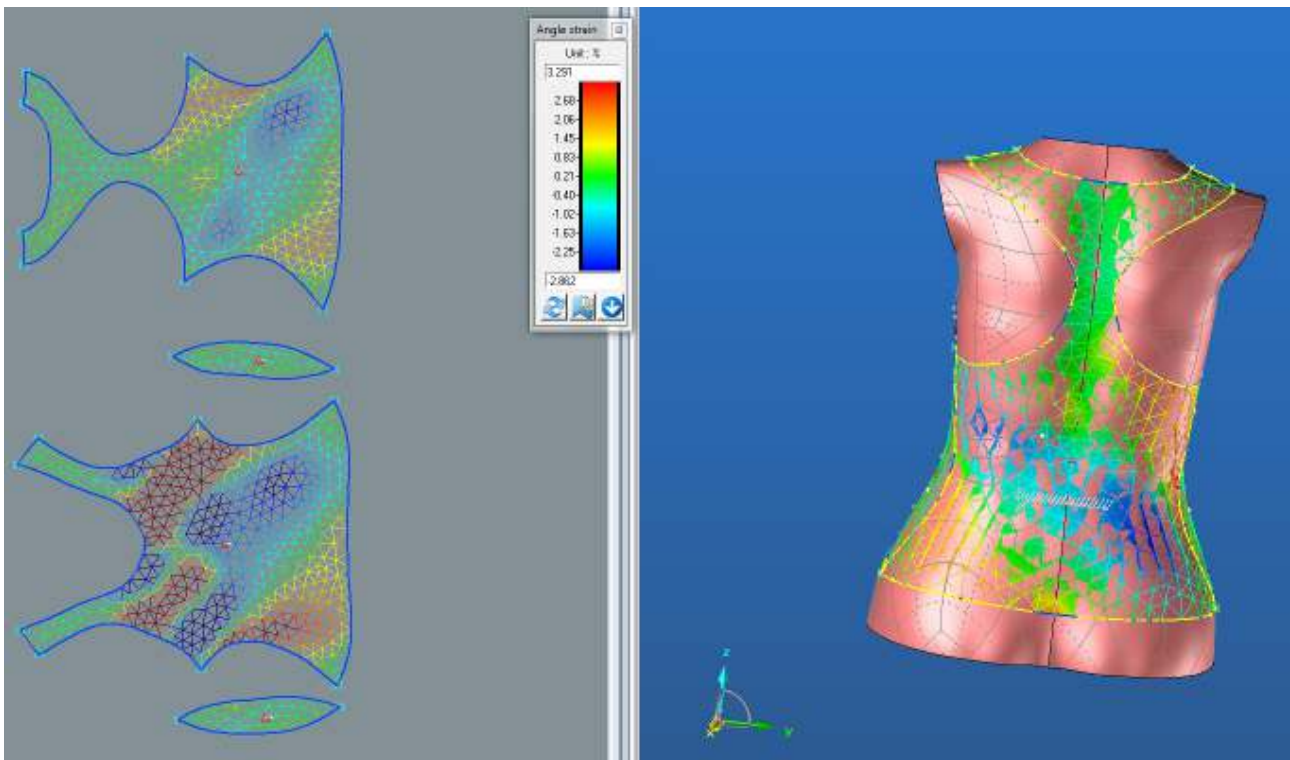 Angle strain
Unit : %
3.291
2.68
2.06
1.45
0.83
0.21
-0.40
-1.02
-1.63
-2.25
-2.862
z
x
y